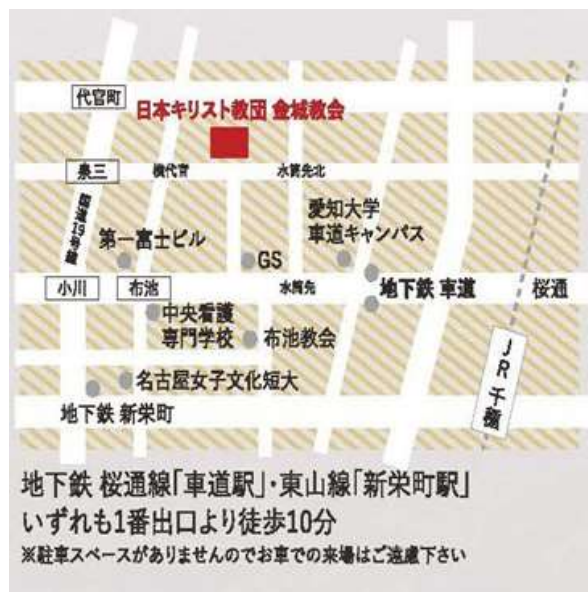 代官町
日本キリスト教団 金城教会
泉三
横代官
水筒先北
国道19号線
愛知大学
車道キャンパス
第一富士ビル
GS
小川
布池
水筒先
地下鉄 車道
桜通
中央看護
専門学校
布池教会
JR 千種
名古屋女子文化短大
地下鉄 新栄町
地下鉄 桜通線「車道駅」・東山線「新栄町駅」
いずれも1番出口より徒歩10分
※駐車スペースがありませんのでお車での来場はご遠慮下さい